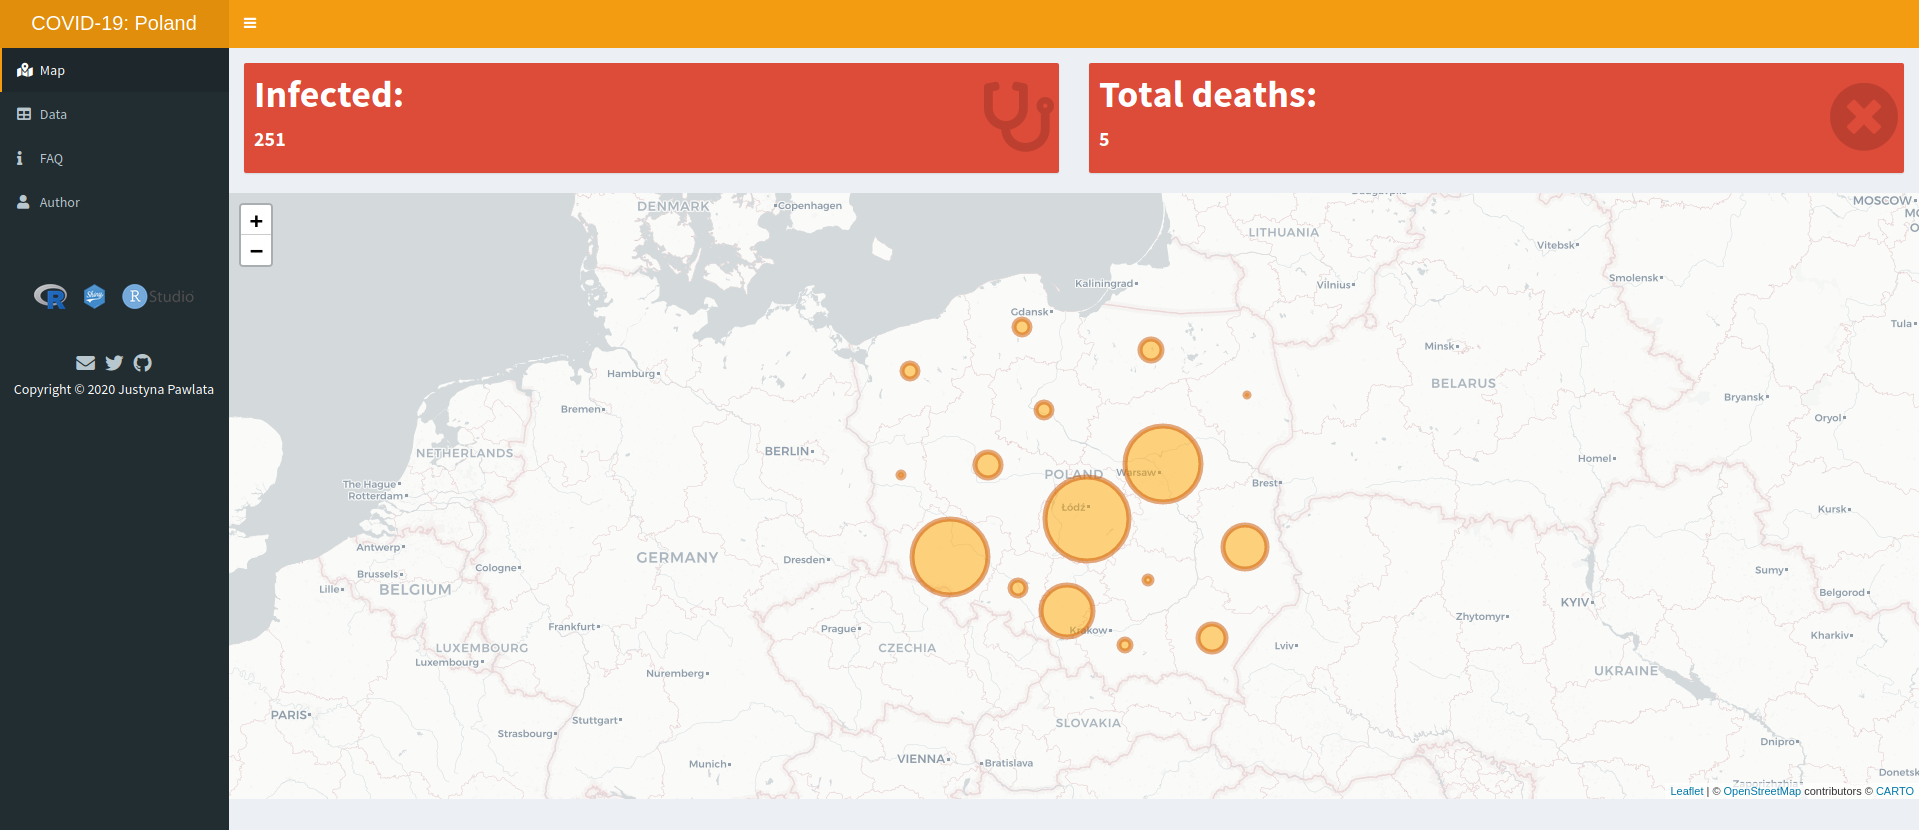 COVID-19: Poland
Map
Data
FAQ
Author
R
Shiny
R Studio
Copyright © 2020 Justyna Pawlata
Infected:
251
Total deaths:
5
+
−
DENMARK
Copenhagen
MOSCOW
LITHUANIA
Vitebsk
Smolensk
Kaliningrad
Vilnius
Gdansk
Tula
Minsk
Hamburg
BELARUS
Bryansk
Bremen
Oryol
BERLIN
NETHERLANDS
Homel
POLAND
Warsaw
The Hague
Brest
Rotterdam
Łódź
Kursk
Antwerp
GERMANY
Dresden
Cologne
Brussels
Sumy
Lille
BELGIUM
Belgorod
KYIV
Zhytomyr
Frankfurt
Prague
Krakow
Kharkiv
LUXEMBOURG
CZECHIA
Lviv
Luxembourg
UKRAINE
Nuremberg
PARIS
Stuttgart
SLOVAKIA
Strasbourg
Dnipro
VIENNA
Bratislava
Munich
Donetsk
Leaflet | © OpenStreetMap contributors © CARTO